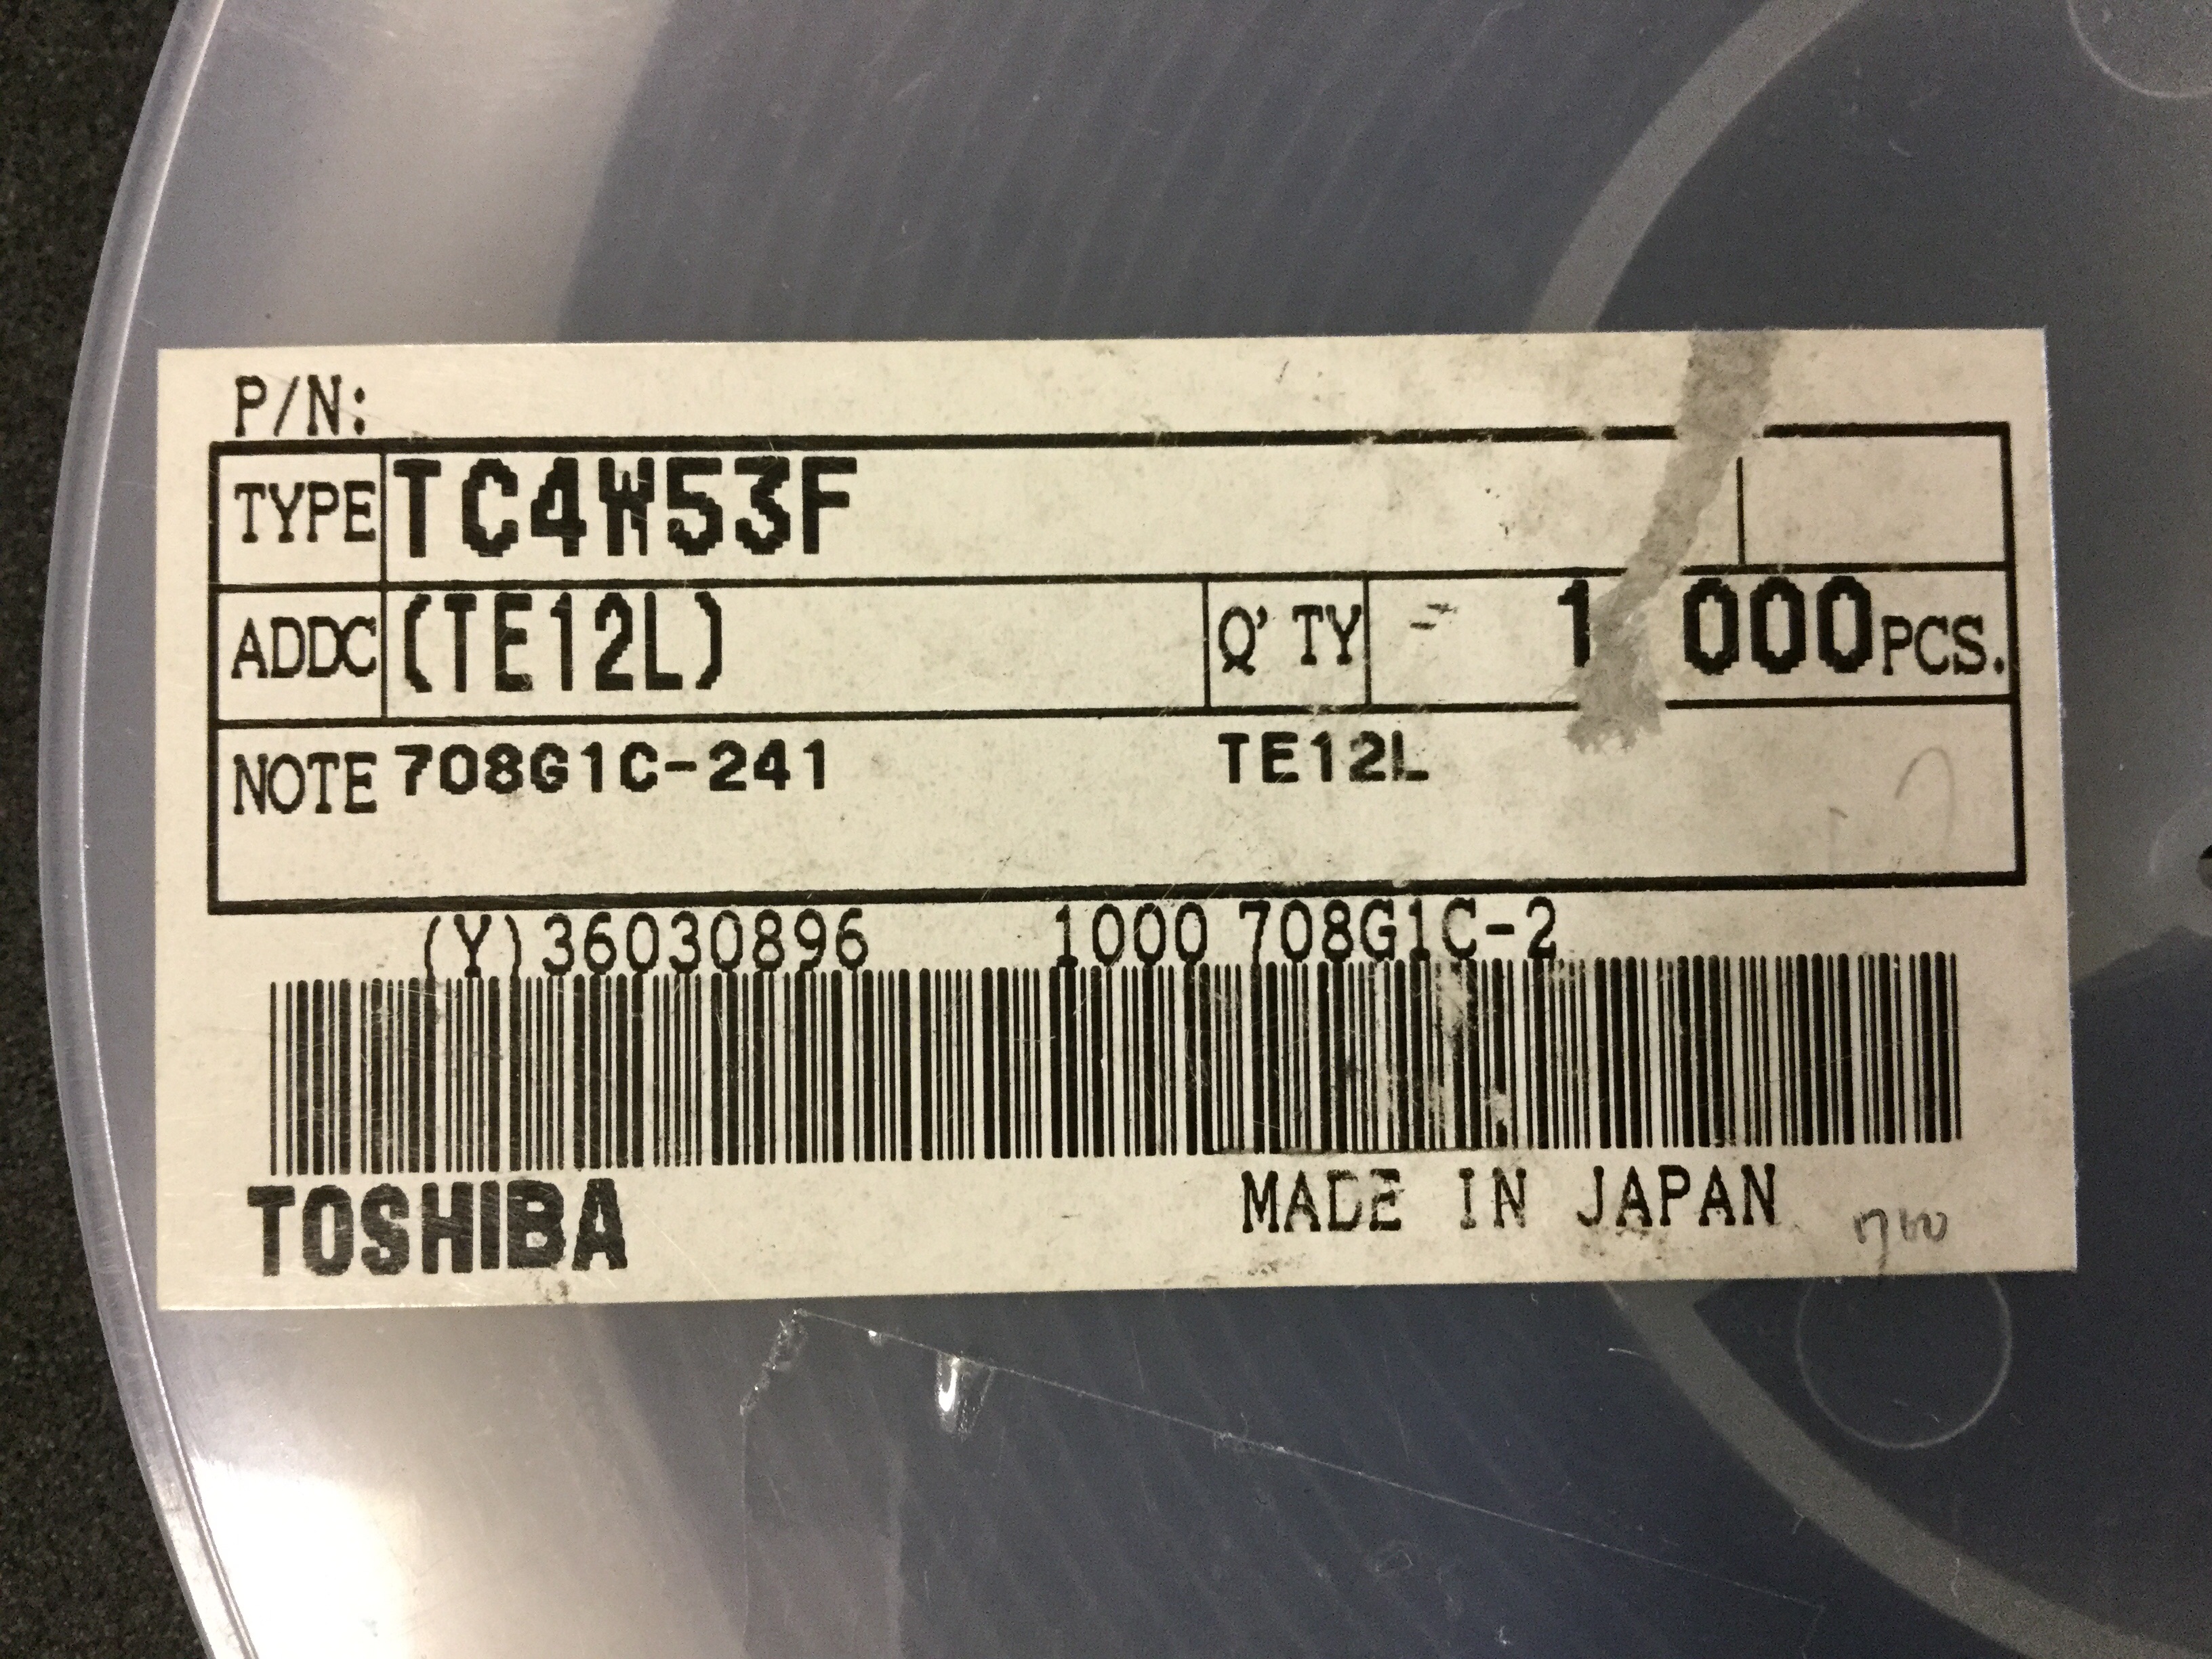 P/N:
TYPE TC4W53F
ADDC (TE12L) Q'TY 1 000 PCS.
NOTE 708G1C-241 TE12L
(Y)36030896 1000 708G1C-2
TOSHIBA MADE IN JAPAN